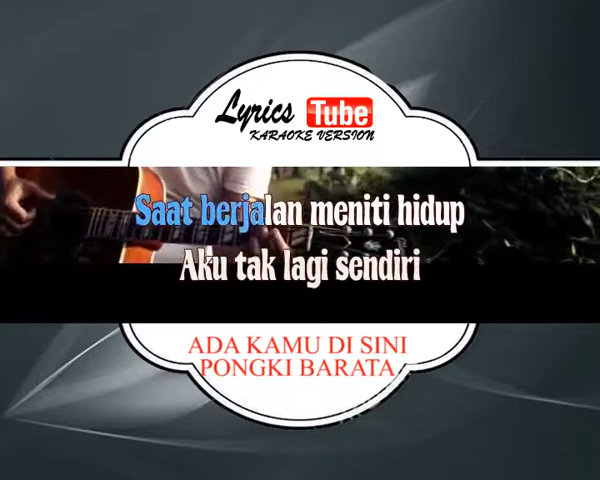 Lyrics Tube
KARAOKE VERSION
Saat berjalan meniti hidup
Aku tak lagi sendiri
ADA KAMU DI SINI
PONGKI BARATA